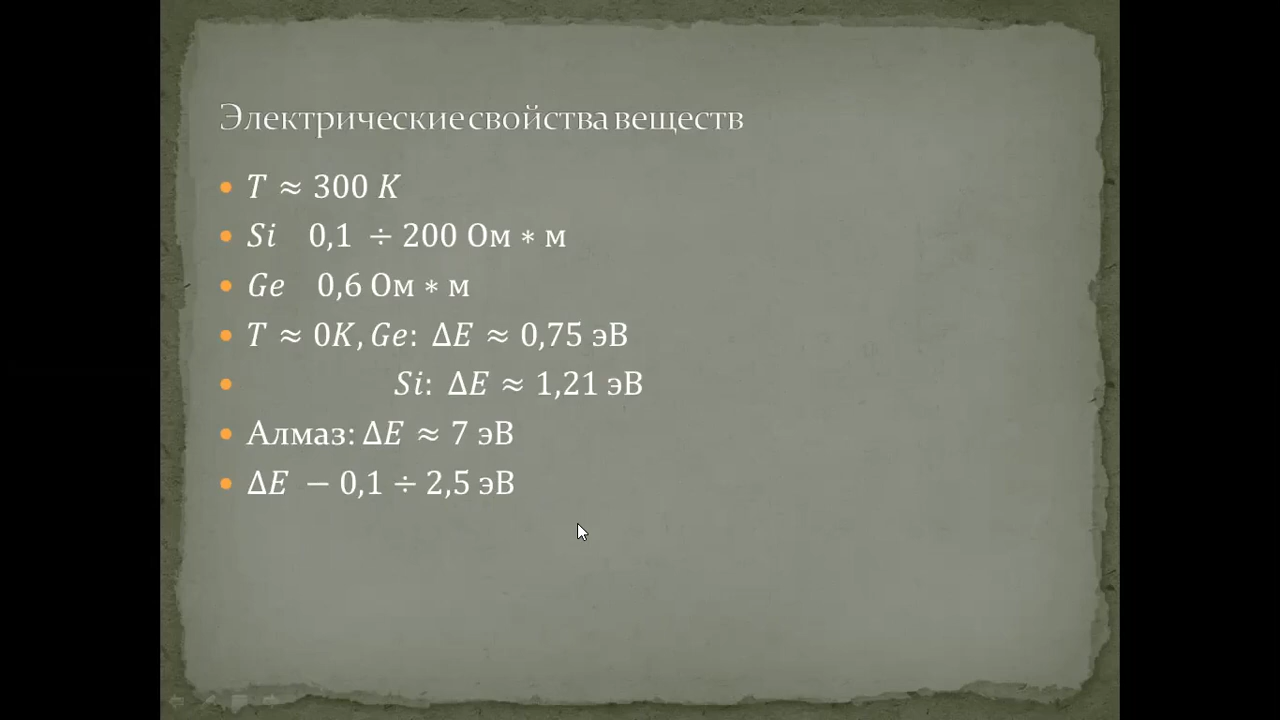 Электрические свойства веществ
T ≈ 300 K
Si 0,1 ÷ 200 Ом ∗ м
Ge 0,6 Ом ∗ м
T ≈ 0K, Ge: ΔE ≈ 0,75 эВ
Si: ΔE ≈ 1,21 эВ
Алмаз: ΔE ≈ 7 эВ
ΔE − 0,1 ÷ 2,5 эВ